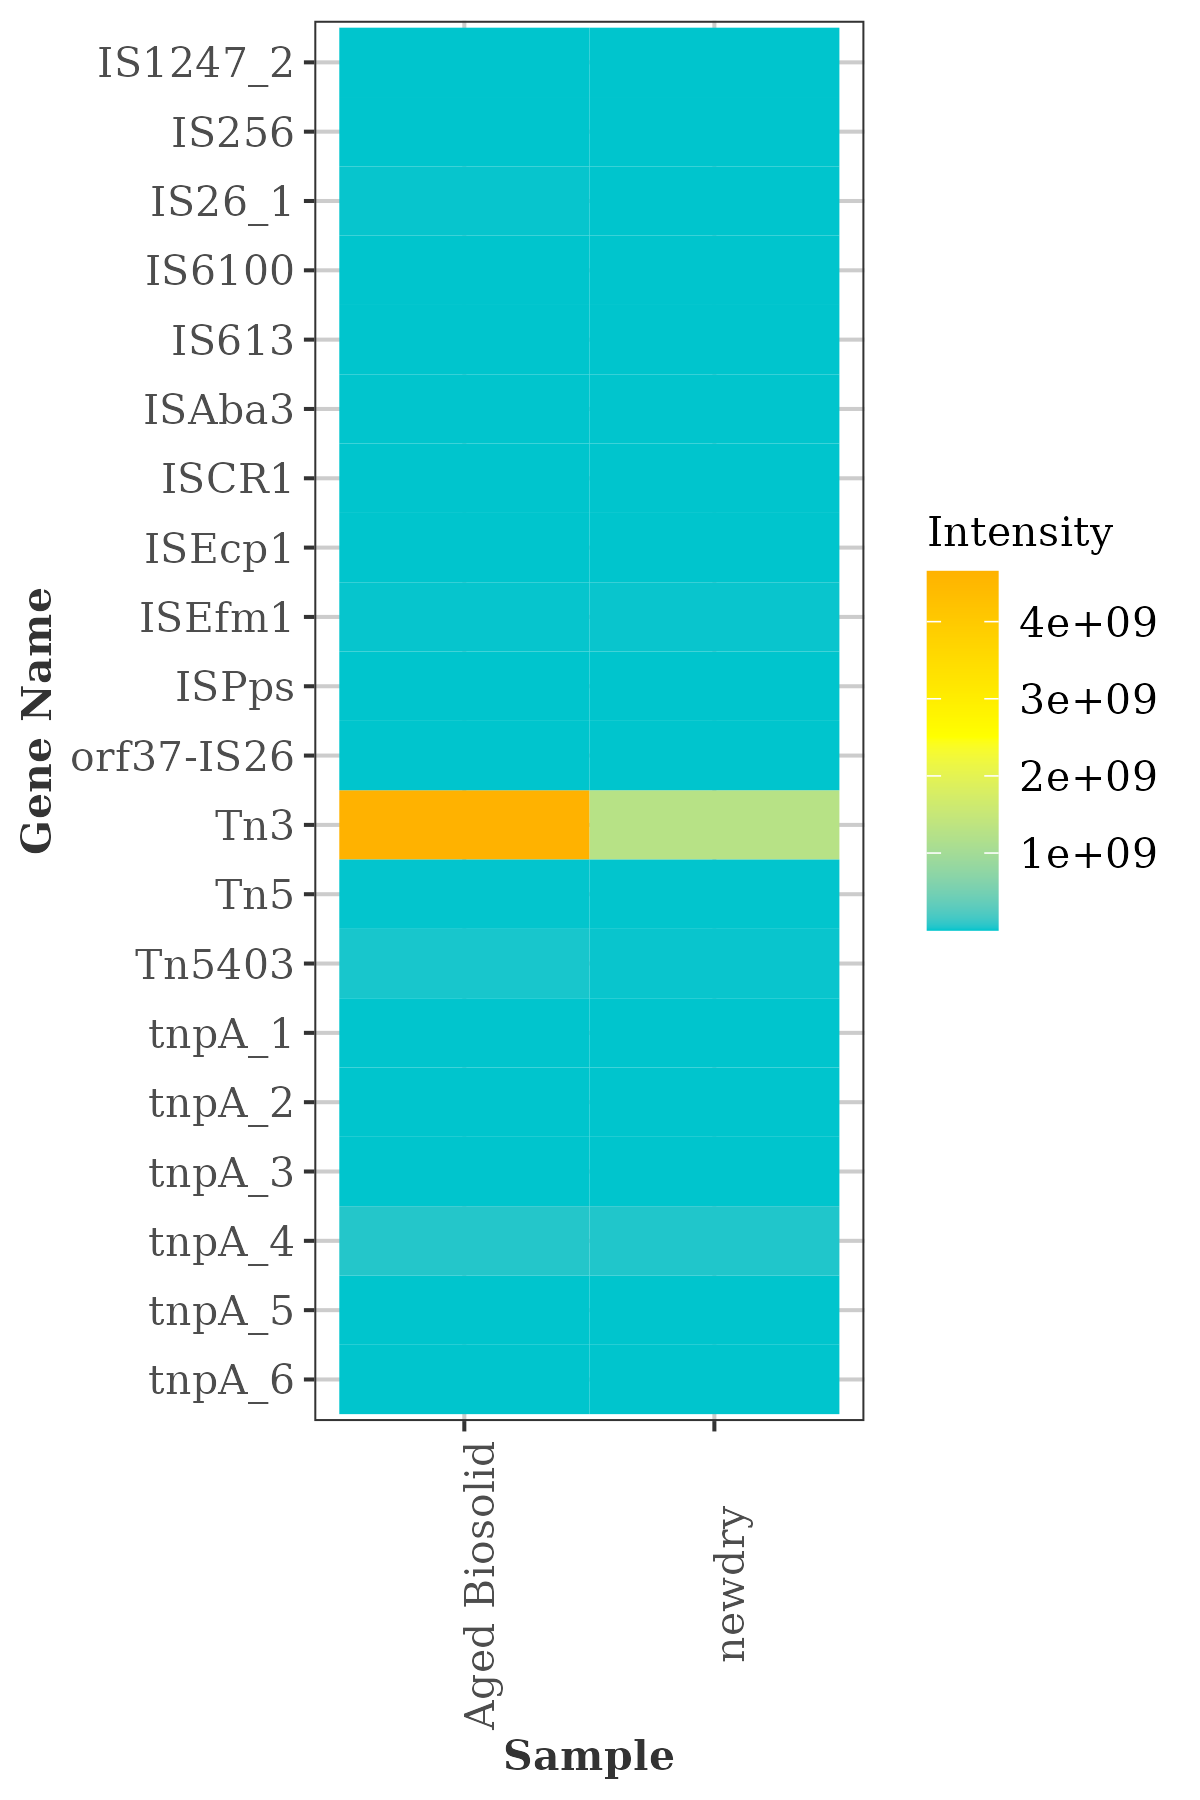 IS1247_2
IS256
IS26_1
IS6100
IS613
ISAba3
ISCR1
ISEcp1
ISEfm1
ISPps
orf37-IS26
Tn3
Tn5
Tn5403
tnpA_1
tnpA_2
tnpA_3
tnpA_4
tnpA_5
tnpA_6
Gene Name
Aged Biosolid
newdry
Sample
Intensity
4e+09
3e+09
2e+09
1e+09